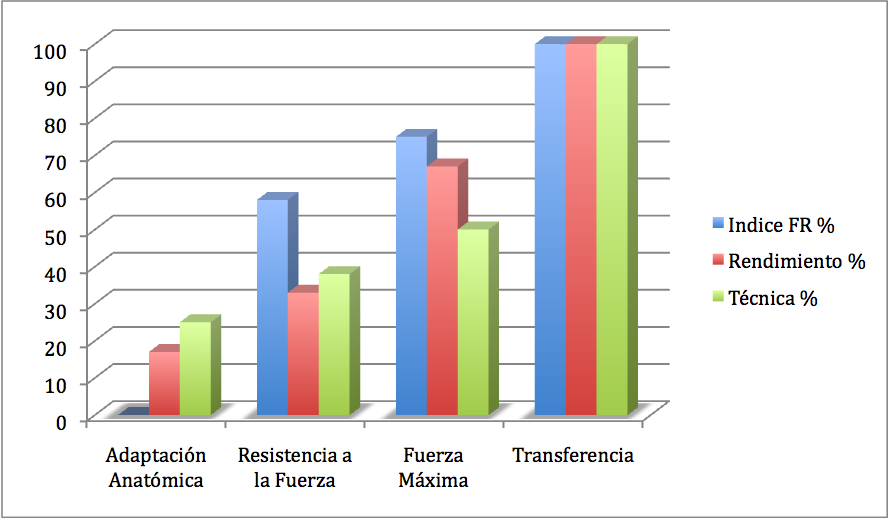 100
90
80
70
60
50
40
30
20
10
0
Adaptación
Anatómica
Resistencia a
la Fuerza
Fuerza
Máxima
Transferencia
Indice FR %
Rendimiento %
Técnica %